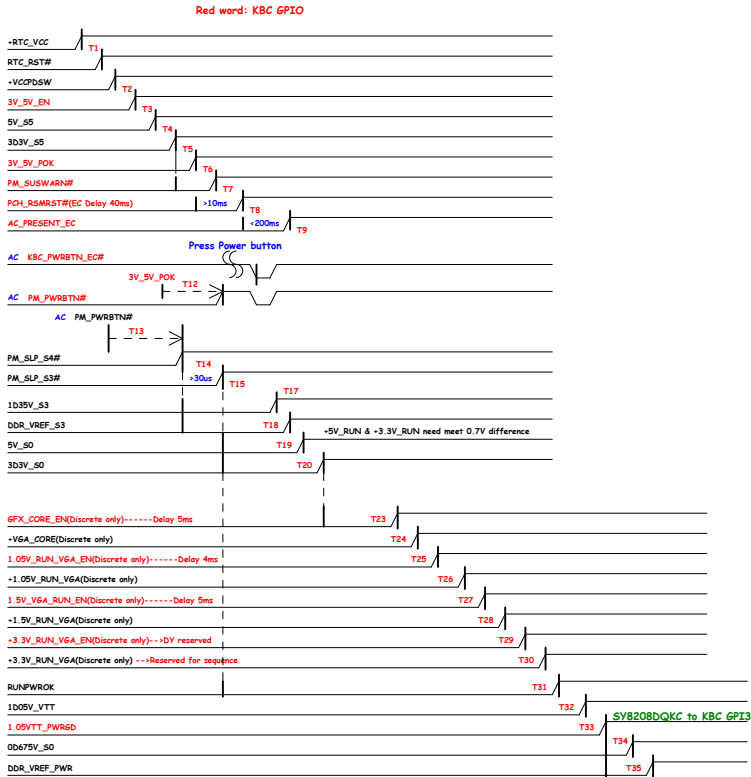 Red word: KBC GPIO
+RTC_VCC
T1
RTC_RST#
+VCCPDSW
T2
3V_5V_EN
T3
5V_S5
T4
3D3V_S5
T5
3V_5V_POK
T6
PM_SUSWARN#
T7
PCH_RSMRST#(EC Delay 40ms)
>10ms
T8
AC_PRESENT_EC
<200ms
T9
Press Power button
AC KBC_PWRBTN_EC#
3V_5V_POK
T12
AC PM_PWRBTN#
AC PM_PWRBTN#
T13
PM_SLP_S4#
T14
PM_SLP_S3#
>30us
T15
1D35V_S3
T17
DDR_VREF_S3
T18
+5V_RUN & +3.3V_RUN need meet 0.7V difference
5V_S0
T19
3D3V_S0
T20
GFX_CORE_EN(Discrete only)------Delay 5ms
T23
+VGA_CORE(Discrete only)
T24
1.05V_RUN_VGA_EN(Discrete only)------Delay 4ms
T25
+1.05V_RUN_VGA(Discrete only)
T26
1.5V_VGA_RUN_EN(Discrete only)------Delay 5ms
T27
+1.5V_RUN_VGA(Discrete only)
T28
+3.3V_RUN_VGA_EN(Discrete only)-->DY reserved
T29
+3.3V_RUN_VGA(Discrete only) -->Reserved for sequence
T30
RUNPWROK
T31
1D05V_VTT
T32
SY8208DQKC to KBC GPI3
1.05VTT_PWRGD
T33
0D675V_S0
T34
DDR_VREF_PWR
T35